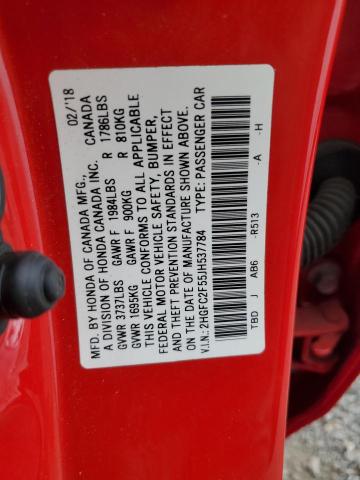 MFD. BY HONDA OF CANADA MFG., 02/'18
A DIVISION OF HONDA CANADA INC. CANADA
GVWR 3737LBS GAWR F 1984LBS R 1786LBS
GVWR 1695KG GAWR F 900KG R 810KG
THIS VEHICLE CONFORMS TO ALL APPLICABLE
FEDERAL MOTOR VEHICLE SAFETY, BUMPER,
AND THEFT PREVENTION STANDARDS IN EFFECT
ON THE DATE OF MANUFACTURE SHOWN ABOVE.
V.I.N.: 2HGFC2F55JH537784 TYPE: PASSENGER CAR
TBD J AB6 -R513 -A -H